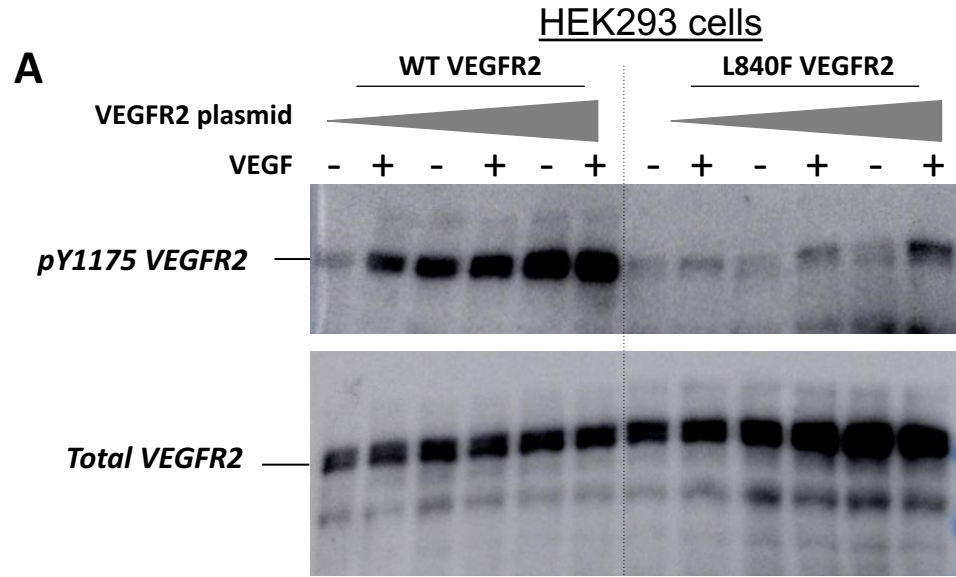 HEK293 cells
A
WT VEGFR2 L840F VEGFR2
VEGFR2 plasmid
VEGF - + - + - + - + - + - +
pY1175 VEGFR2
Total VEGFR2